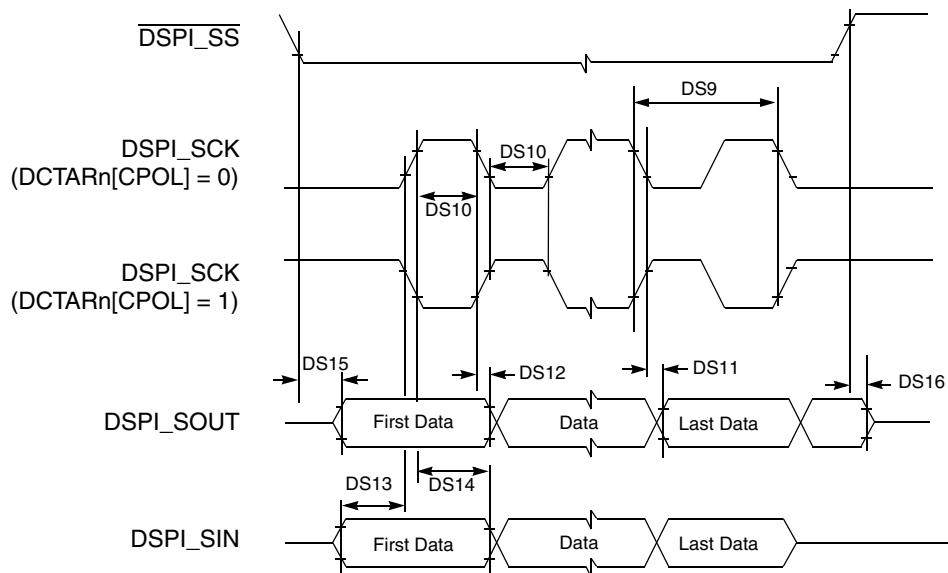 DSPI_SS
DS9
DSPI_SCK
(DCTARn[CPOL] = 0)
DS10
DS10
DSPI_SCK
(DCTARn[CPOL] = 1)
DS15
DS12
DS11
DS16
DSPI_SOUT
First Data
Data
Last Data
DS13
DS14
DSPI_SIN
First Data
Data
Last Data